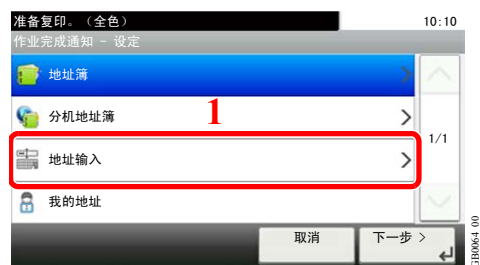 准备复印。（全色） 10:10
作业完成通知 - 设定
地址簿
分机地址簿
1
1/1
地址输入
我的地址
取消 下一步 >
GB0064 00